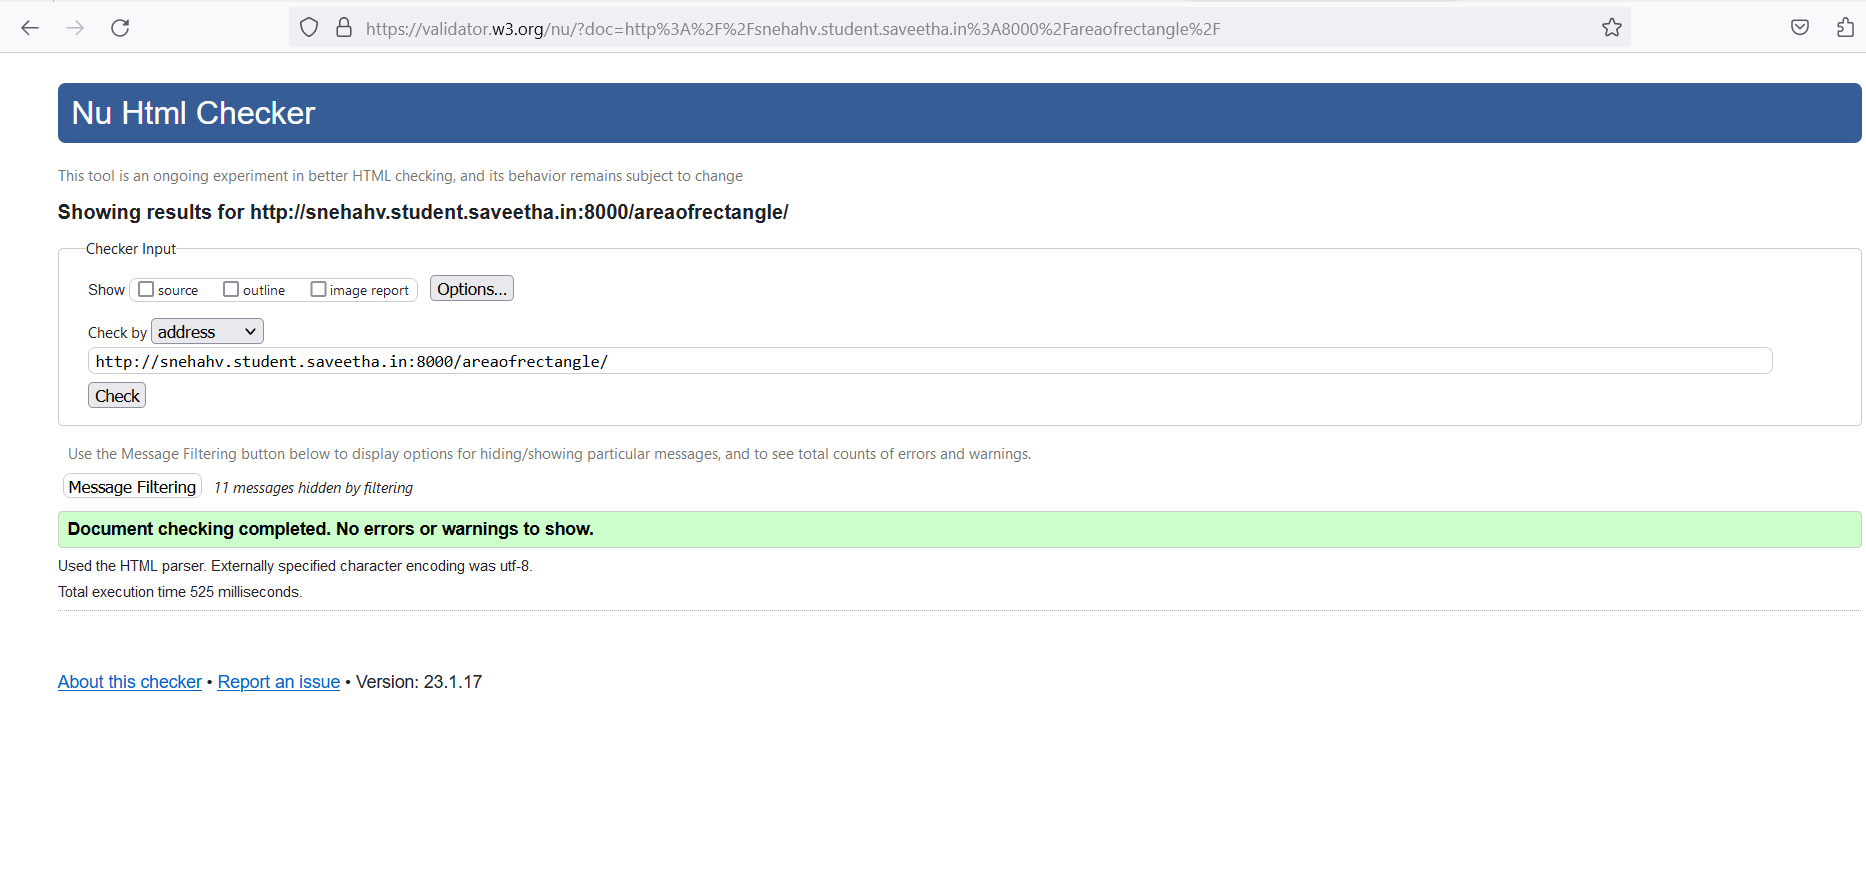 https://validator.w3.org/nu/?doc=http%3A%2F%2Fsnehahv.student.saveetha.in%3A8000%2Fareaofrectangle%2F
Nu Html Checker
This tool is an ongoing experiment in better HTML checking, and its behavior remains subject to change
Showing results for http://snehahv.student.saveetha.in:8000/areaofrectangle/
Checker Input
Show source outline image report Options...
Check by address
http://snehahv.student.saveetha.in:8000/areaofrectangle/
Check
Use the Message Filtering button below to display options for hiding/showing particular messages, and to see total counts of errors and warnings.
Message Filtering 11 messages hidden by filtering
Document checking completed. No errors or warnings to show.
Used the HTML parser. Externally specified character encoding was utf-8.
Total execution time 525 milliseconds.
About this checker • Report an issue • Version: 23.1.17